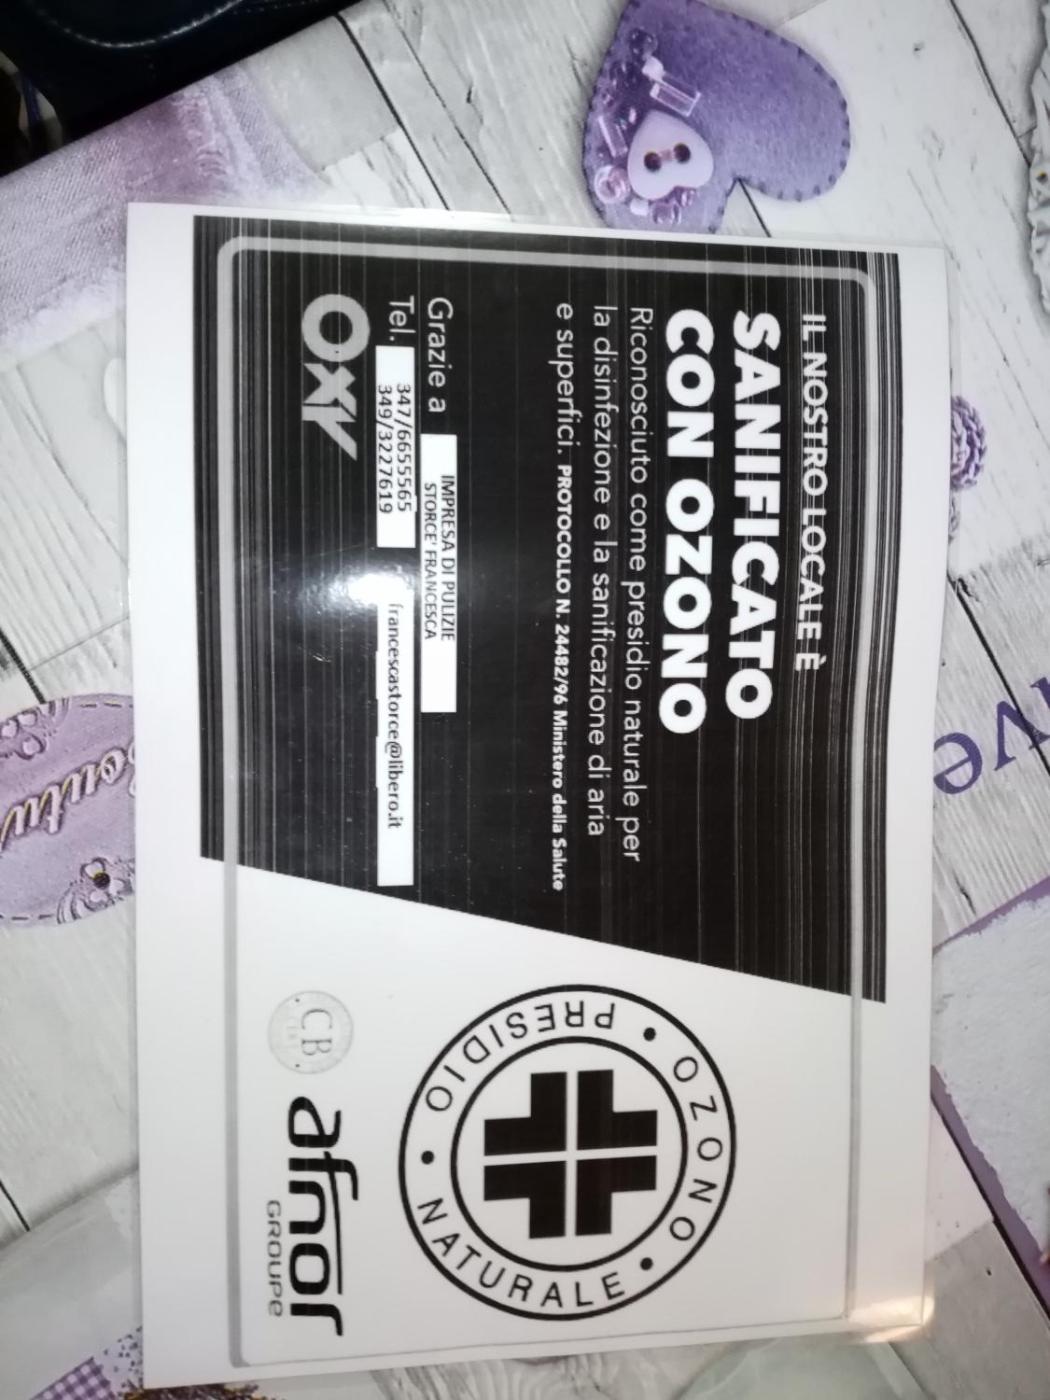 IL NOSTRO LOCALE È
SANIFICATO
CON OZONO
Riconosciuto come presidio naturale per
la disinfezione e la sanificazione di aria
e superfici. PROTOCOLLO N. 24482/96 Ministero della Salute
Grazie a IMPRESA DI PULIZIE
STORCE' FRANCESCA
Tel. 347/6655565
349/3227619
francescastorce@libero.it
OXY
PRESIDIO • OZONO • NATURALE •
CB
afnor
GROUPE